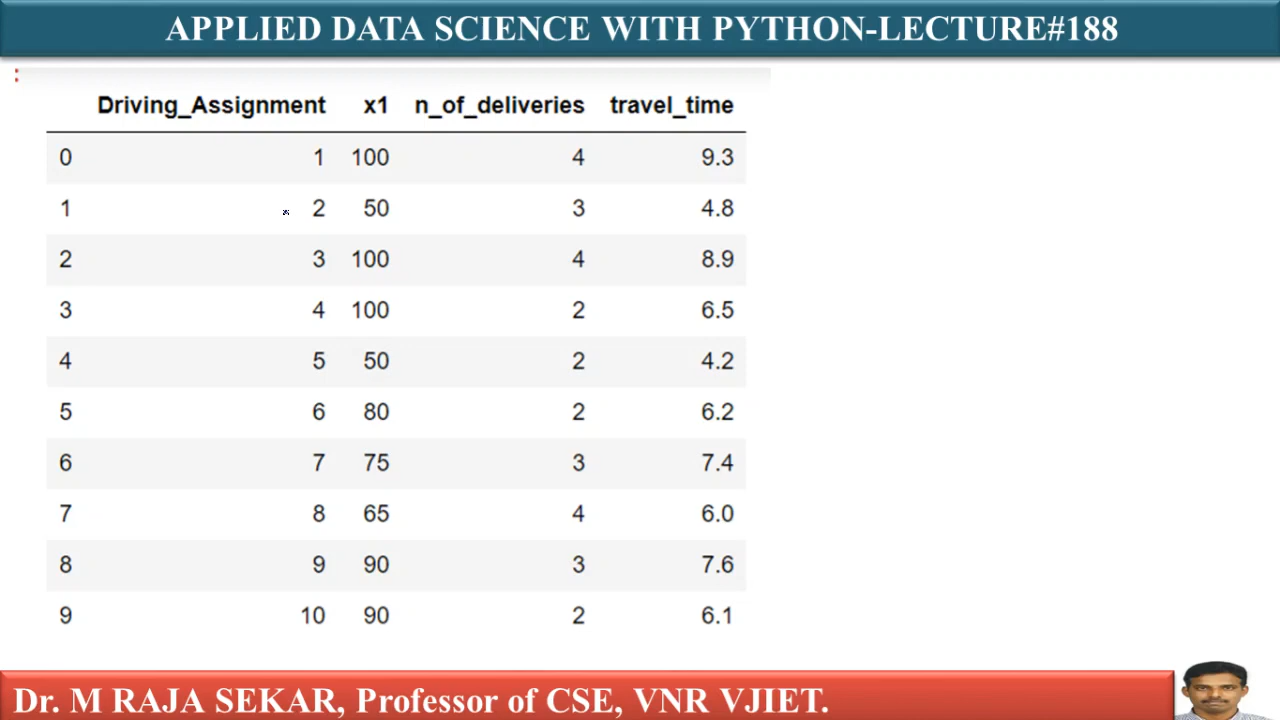 APPLIED DATA SCIENCE WITH PYTHON-LECTURE#188
:
Driving_Assignment x1 n_of_deliveries travel_time
0 1 100 4 9.3
1 2 50 3 4.8
2 3 100 4 8.9
3 4 100 2 6.5
4 5 50 2 4.2
5 6 80 2 6.2
6 7 75 3 7.4
7 8 65 4 6.0
8 9 90 3 7.6
9 10 90 2 6.1
Dr. M RAJA SEKAR, Professor of CSE, VNR VJIET.